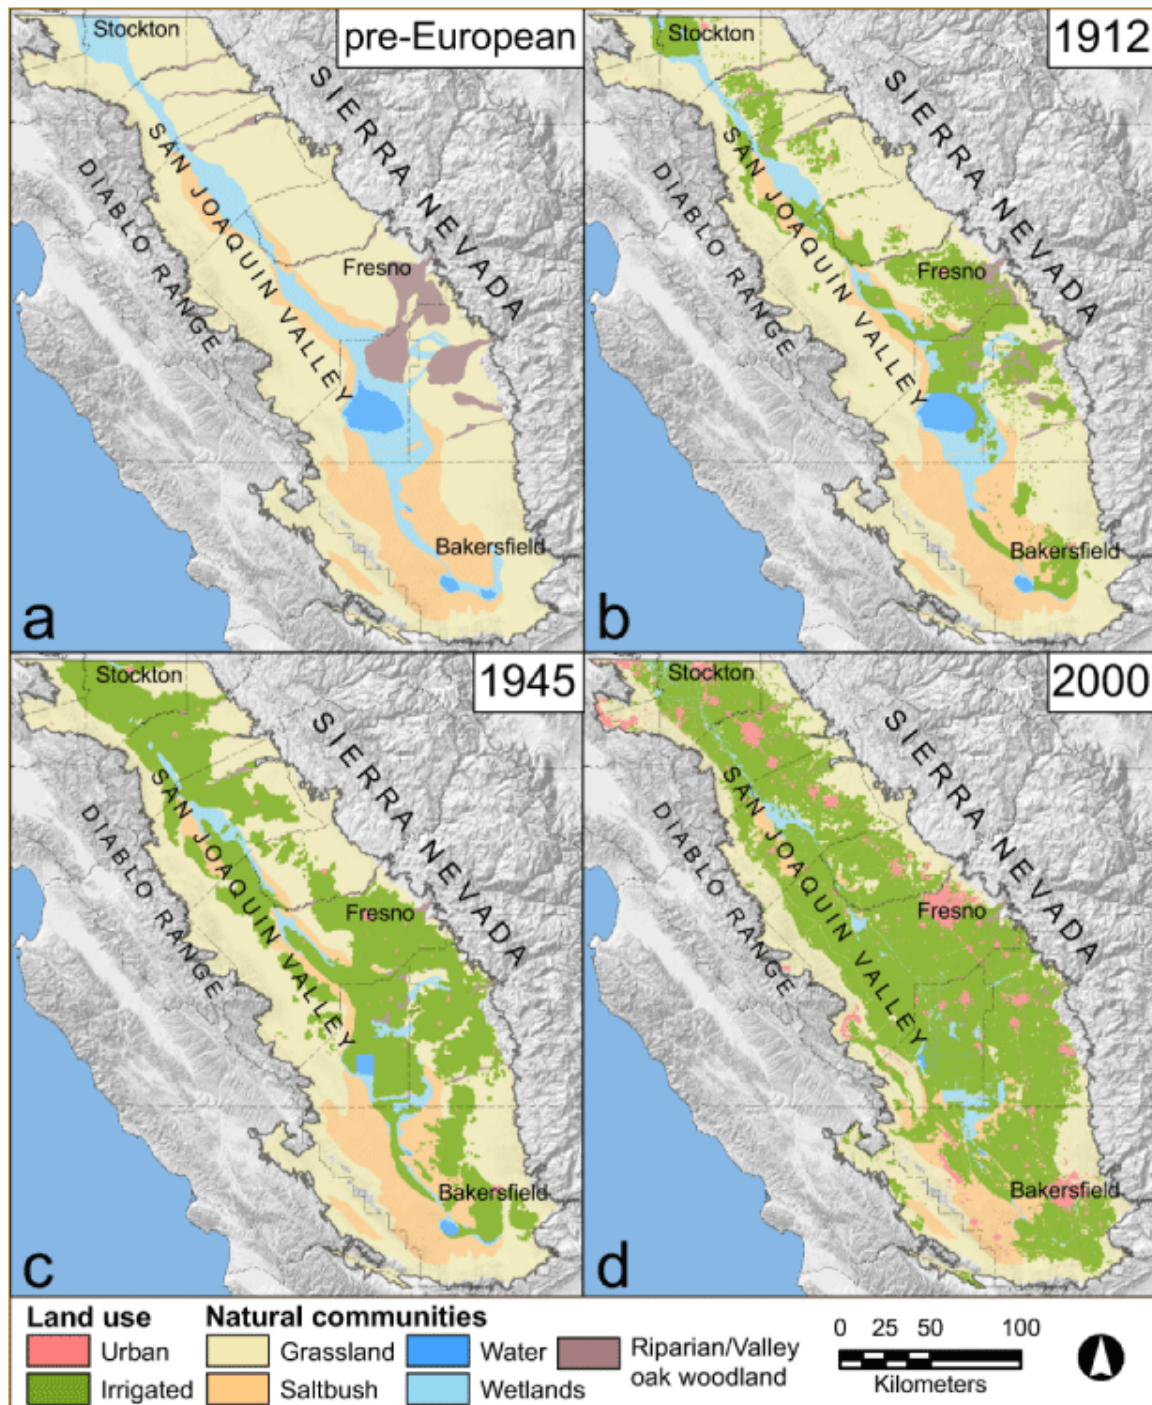 Stockton
pre-European
SIERRA NEVADA
SAN JOAQUIN VALLEY
DIABLO RANGE
Fresno
Bakersfield
a
Stockton
1912
SIERRA NEVADA
SAN JOAQUIN VALLEY
DIABLO RANGE
Fresno
Bakersfield
b
Stockton
1945
SIERRA NEVADA
SAN JOAQUIN VALLEY
DIABLO RANGE
Fresno
Bakersfield
c
Stockton
2000
SIERRA NEVADA
SAN JOAQUIN VALLEY
DIABLO RANGE
Fresno
Bakersfield
d
Land use
Urban
Irrigated
Natural communities
Grassland
Saltbush
Water
Wetlands
Riparian/Valley
oak woodland
0 25 50 100
Kilometers